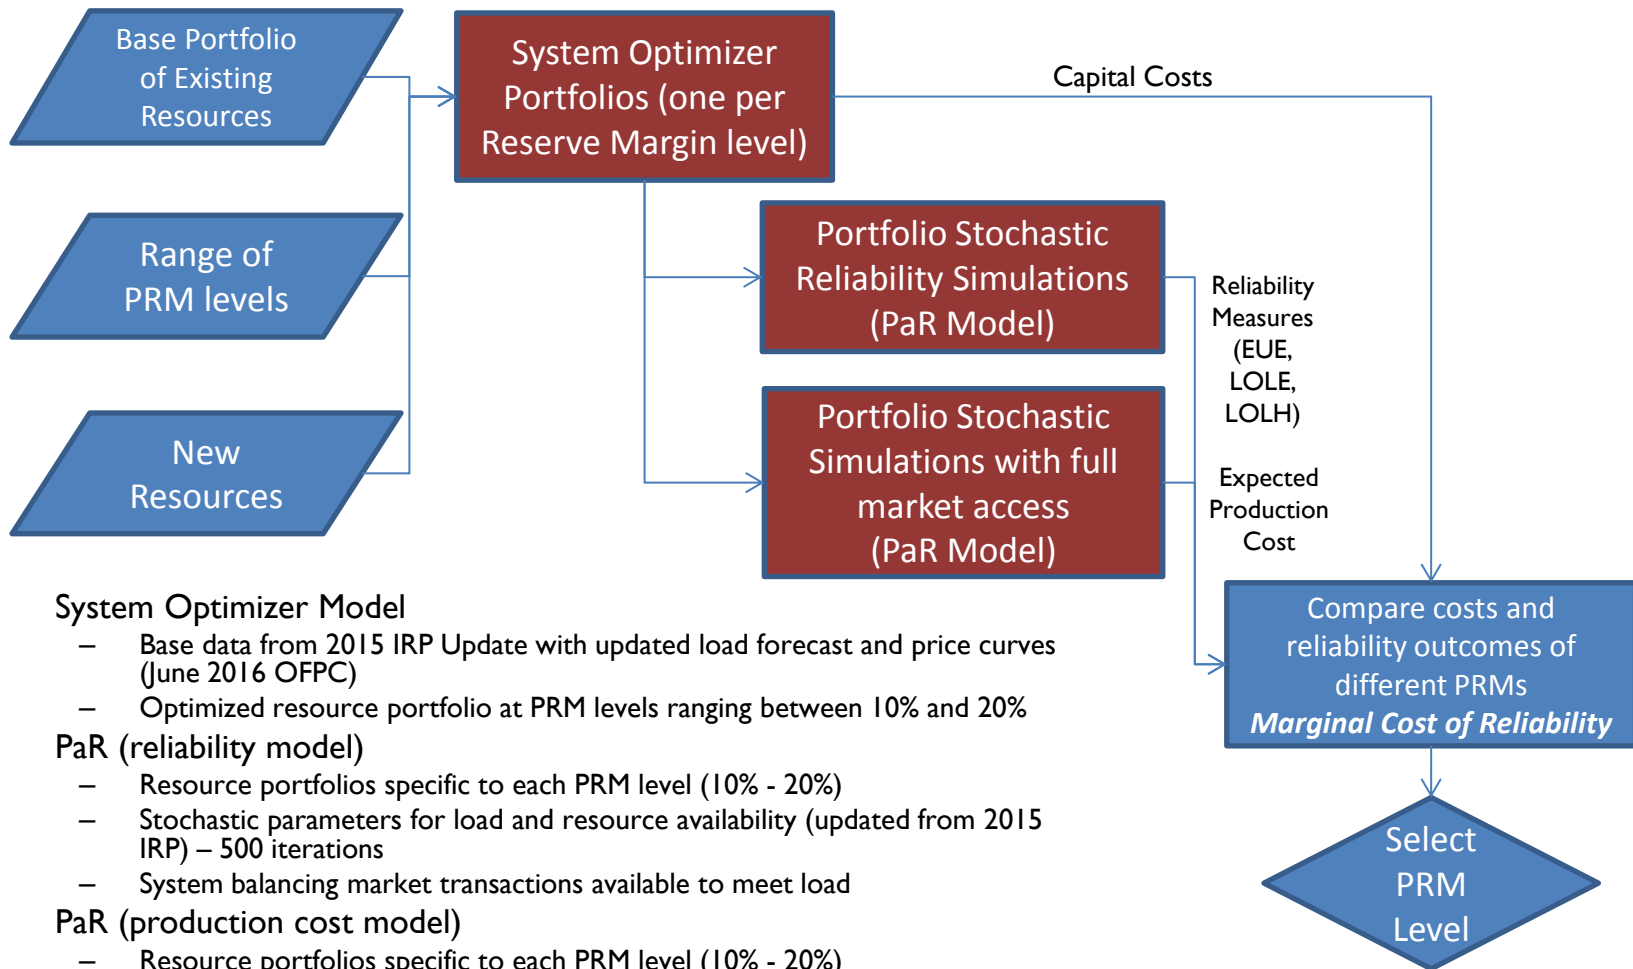 Base Portfolio
of Existing
Resources
System Optimizer
Portfolios (one per
Reserve Margin level)
Capital Costs
Range of
PRM levels
Portfolio Stochastic
Reliability Simulations
(PaR Model)
Reliability
Measures
(EUE,
LOLE,
LOLH)
New
Resources
Portfolio Stochastic
Simulations with full
market access
(PaR Model)
Expected
Production
Cost
Compare costs and
reliability outcomes of
different PRMs
Marginal Cost of Reliability
Select
PRM
Level
System Optimizer Model
– Base data from 2015 IRP Update with updated load forecast and price curves
(June 2016 OFPC)
– Optimized resource portfolio at PRM levels ranging between 10% and 20%
PaR (reliability model)
– Resource portfolios specific to each PRM level (10% - 20%)
– Stochastic parameters for load and resource availability (updated from 2015
IRP) – 500 iterations
– System balancing market transactions available to meet load
PaR (production cost model)
– Resource portfolios specific to each PRM level (10% - 20%)